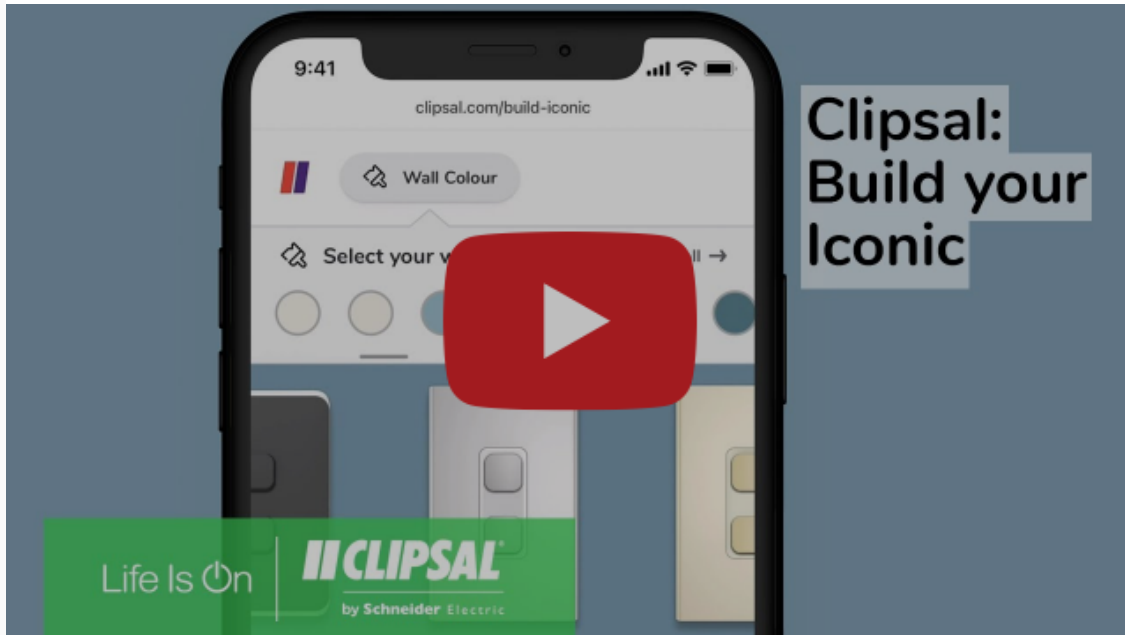 9:41
clipsal.com/build-iconic
Wall Colour
Select your
Clipsal:
Build your
Iconic
Life Is On
CLIPSAL
by Schneider Electric